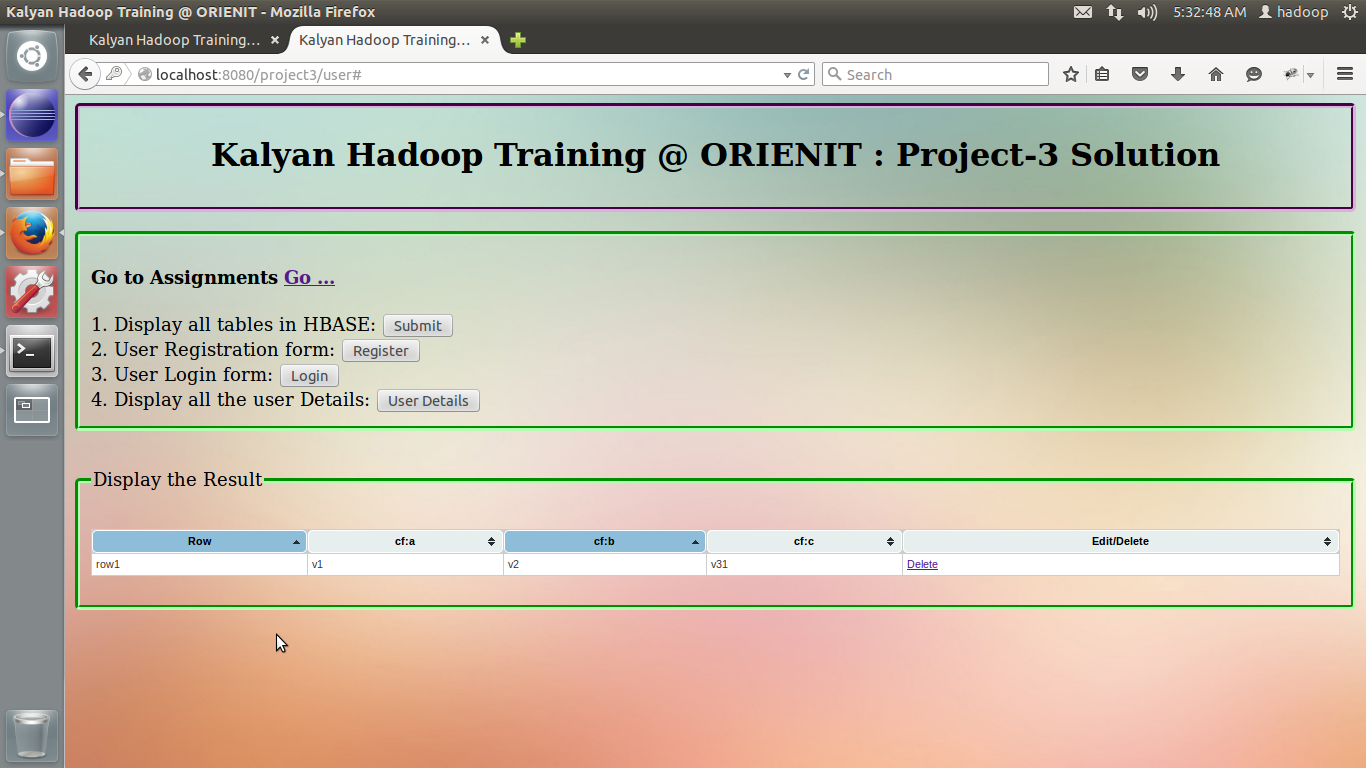 Kalyan Hadoop Training @ ORIENIT - Mozilla Firefox
5:32:48 AM hadoop
Kalyan Hadoop Training...
Kalyan Hadoop Training...
localhost:8080/project3/user#
Search
Kalyan Hadoop Training @ ORIENIT : Project-3 Solution
Go to Assignments Go ...
1. Display all tables in HBASE: Submit
2. User Registration form: Register
3. User Login form: Login
4. Display all the user Details: User Details
Display the Result
Row cf:a cf:b cf:c Edit/Delete
row1 v1 v2 v31 Delete